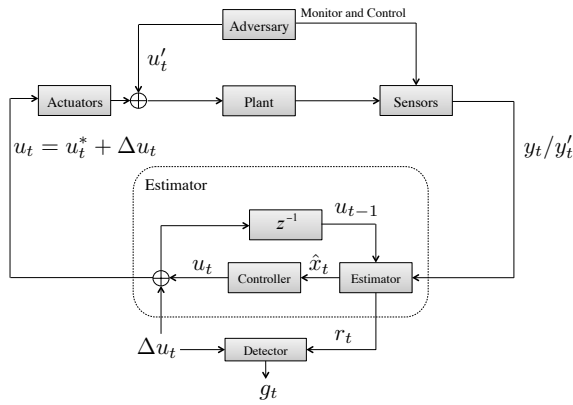 Adversary
Monitor and Control
u′_t
Actuators
Plant
Sensors
u_t = u*_t + Δu_t
y_t/y′_t
Estimator
z⁻¹
u_{t−1}
u_t
Controller
x̂_t
Estimator
Δu_t
Detector
r_t
g_t